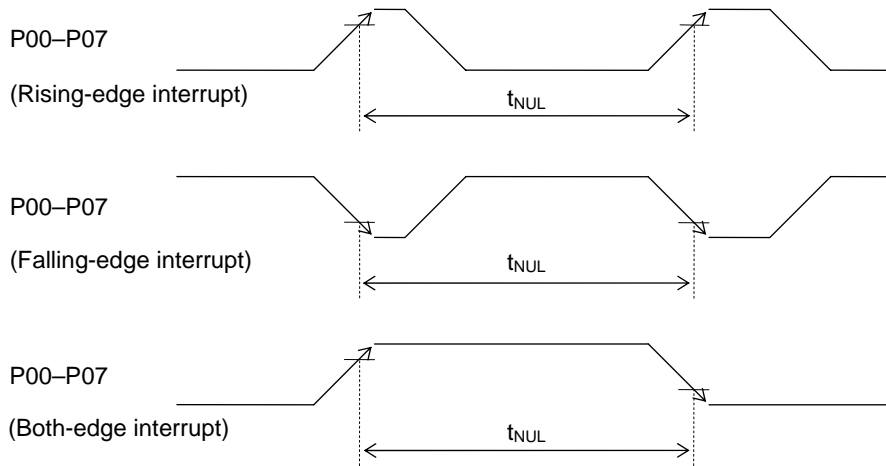 P00–P07
(Rising-edge interrupt)
tNUL
P00–P07
(Falling-edge interrupt)
tNUL
P00–P07
(Both-edge interrupt)
tNUL